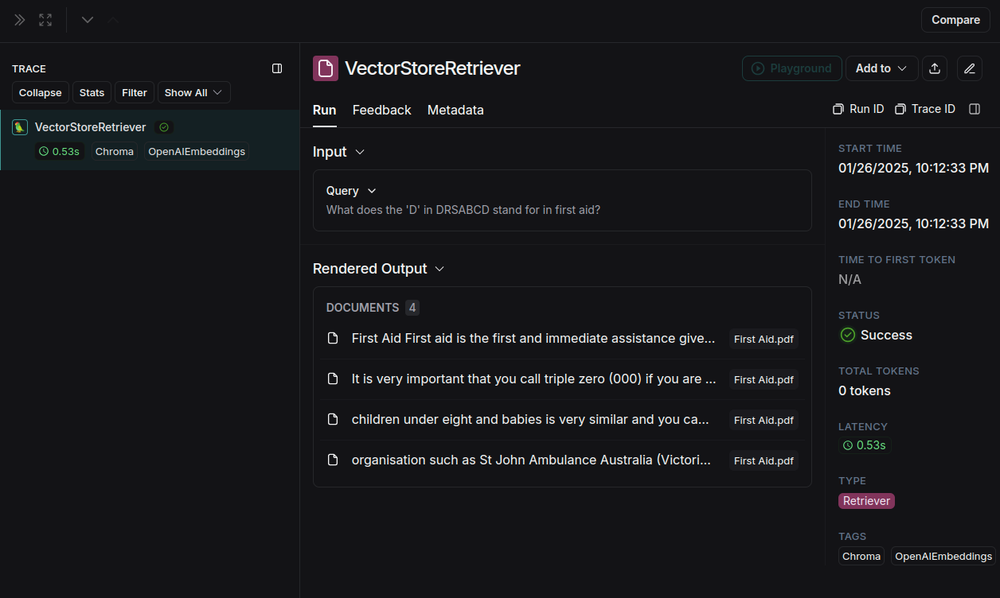 Compare
TRACE
Collapse Stats Filter Show All
VectorStoreRetriever
0.53s Chroma OpenAIEmbeddings
VectorStoreRetriever
Playground Add to
Run Feedback Metadata
Run ID Trace ID
Input
Query
What does the 'D' in DRSABCD stand for in first aid?
Rendered Output
DOCUMENTS 4
First Aid First aid is the first and immediate assistance give... First Aid.pdf
It is very important that you call triple zero (000) if you are ... First Aid.pdf
children under eight and babies is very similar and you ca... First Aid.pdf
organisation such as St John Ambulance Australia (Victori... First Aid.pdf
START TIME
01/26/2025, 10:12:33 PM
END TIME
01/26/2025, 10:12:33 PM
TIME TO FIRST TOKEN
N/A
STATUS
Success
TOTAL TOKENS
0 tokens
LATENCY
0.53s
TYPE
Retriever
TAGS
Chroma OpenAIEmbeddings